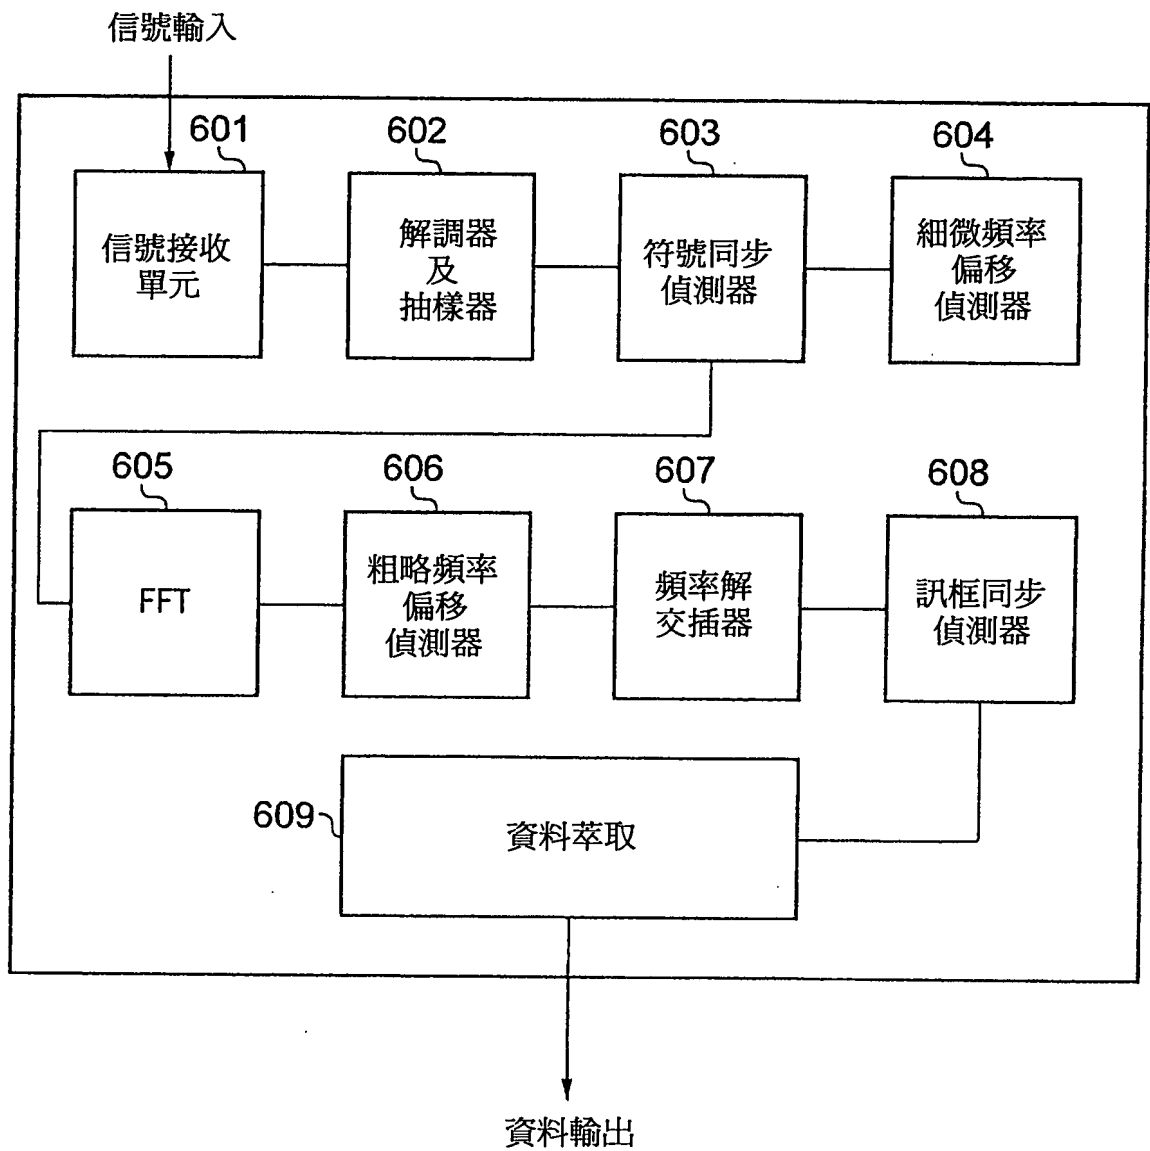 信號輸入
601
信號接收
單元
602
解調器
及
抽樣器
603
符號同步
偵測器
604
細微頻率
偏移
偵測器
605
FFT
606
粗略頻率
偏移
偵測器
607
頻率解
交插器
608
訊框同步
偵測器
609
資料萃取
資料輸出